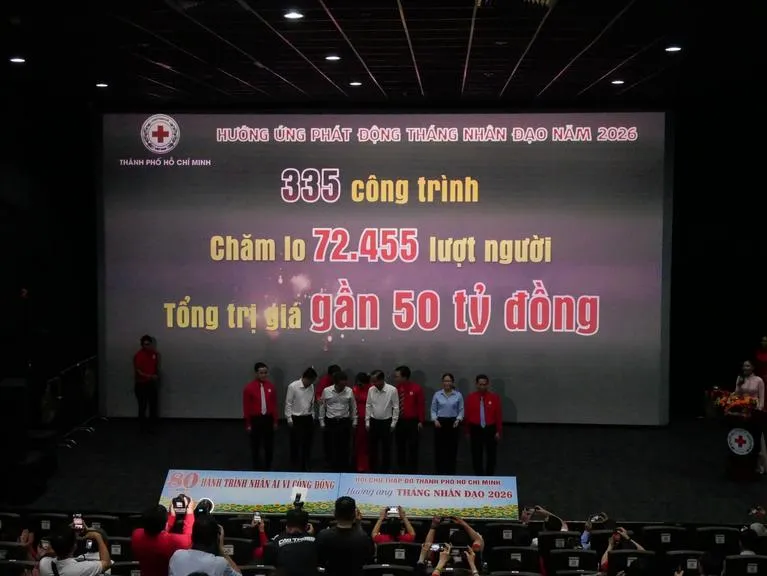 HƯỞNG ỨNG PHÁT ĐỘNG THÁNG NHÂN ĐẠO NĂM 2026
THÀNH PHỐ HỒ CHÍ MINH
335 công trình
Chăm lo 72.455 lượt người
Tổng trị giá gần 50 tỷ đồng
80 HÀNH TRÌNH NHÂN ÁI VÌ CỘNG ĐỒNG
HỘI CHỮ THẬP ĐỎ THÀNH PHỐ HỒ CHÍ MINH
Hưởng ứng THÁNG NHÂN ĐẠO 2026